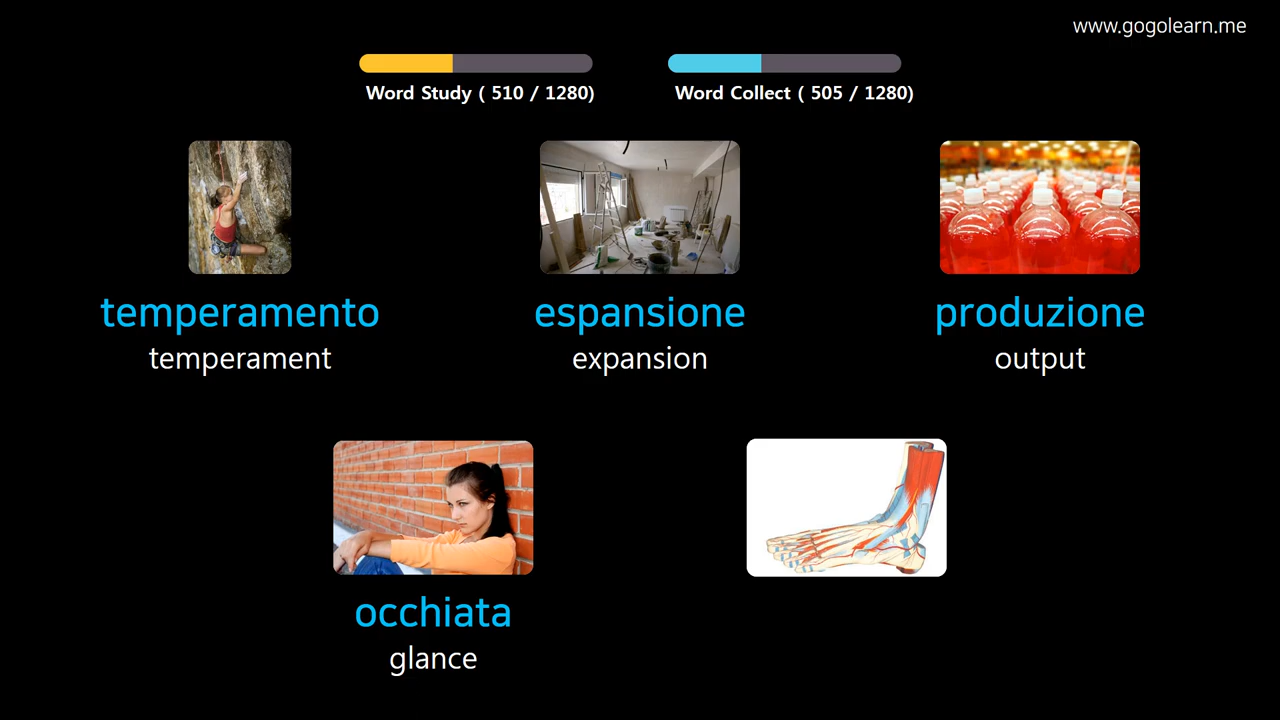 www.gogolearn.me
Word Study ( 510 / 1280)
Word Collect ( 505 / 1280)
temperamento
temperament
espansione
expansion
produzione
output
occhiata
glance